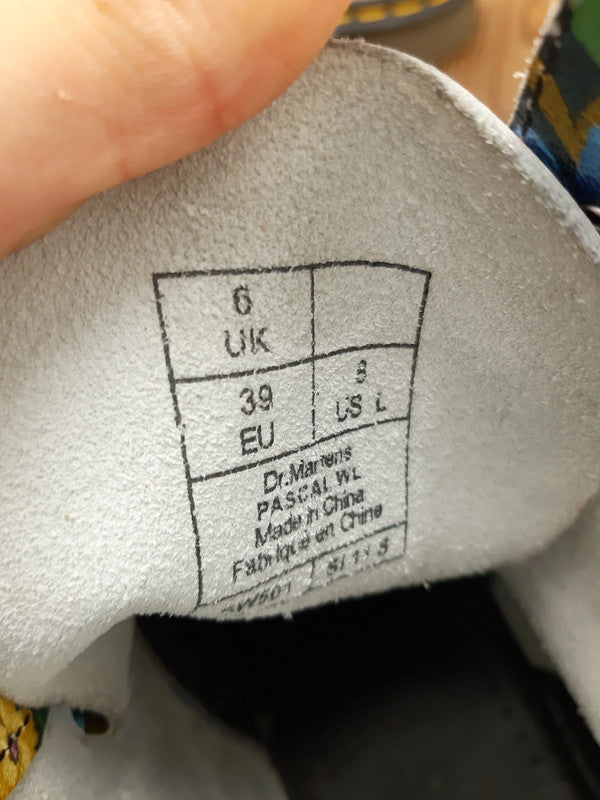 6
UK
39
EU
8
US L
Dr.Martens
PASCAL WL
Made in China
Fabriqué en Chine